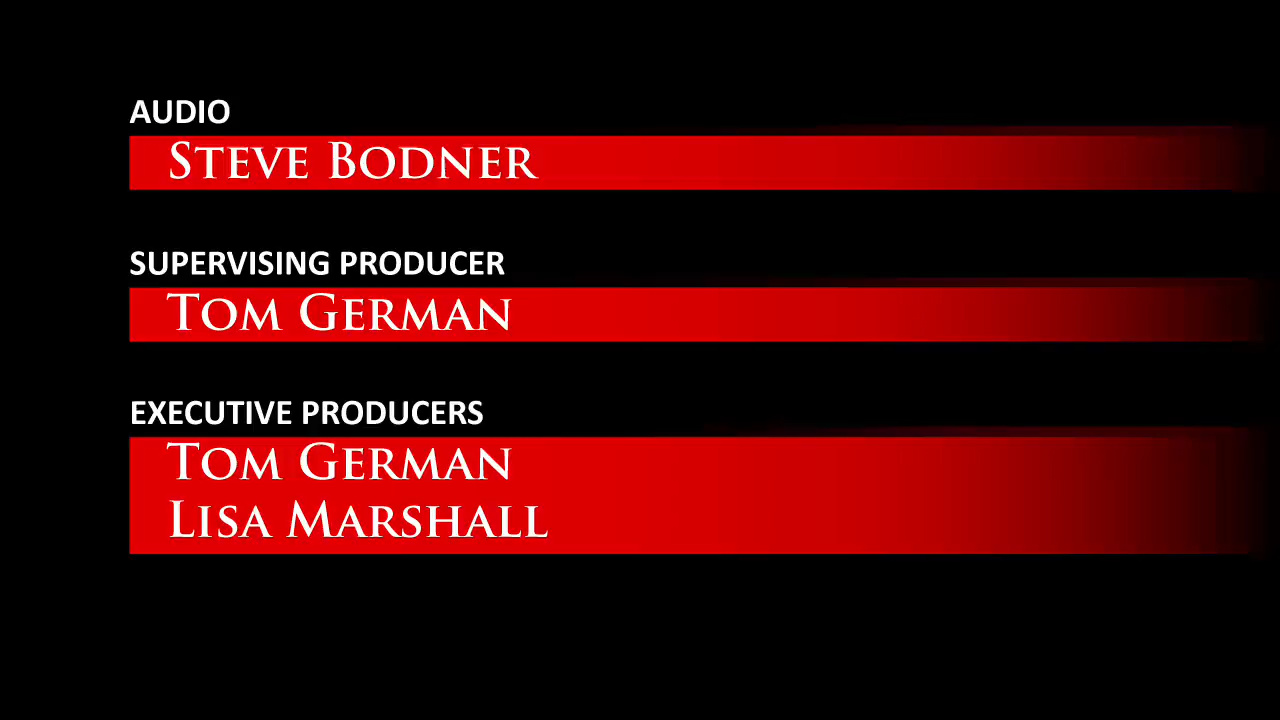 AUDIO
Steve Bodner
SUPERVISING PRODUCER
Tom German
EXECUTIVE PRODUCERS
Tom German
Lisa Marshall